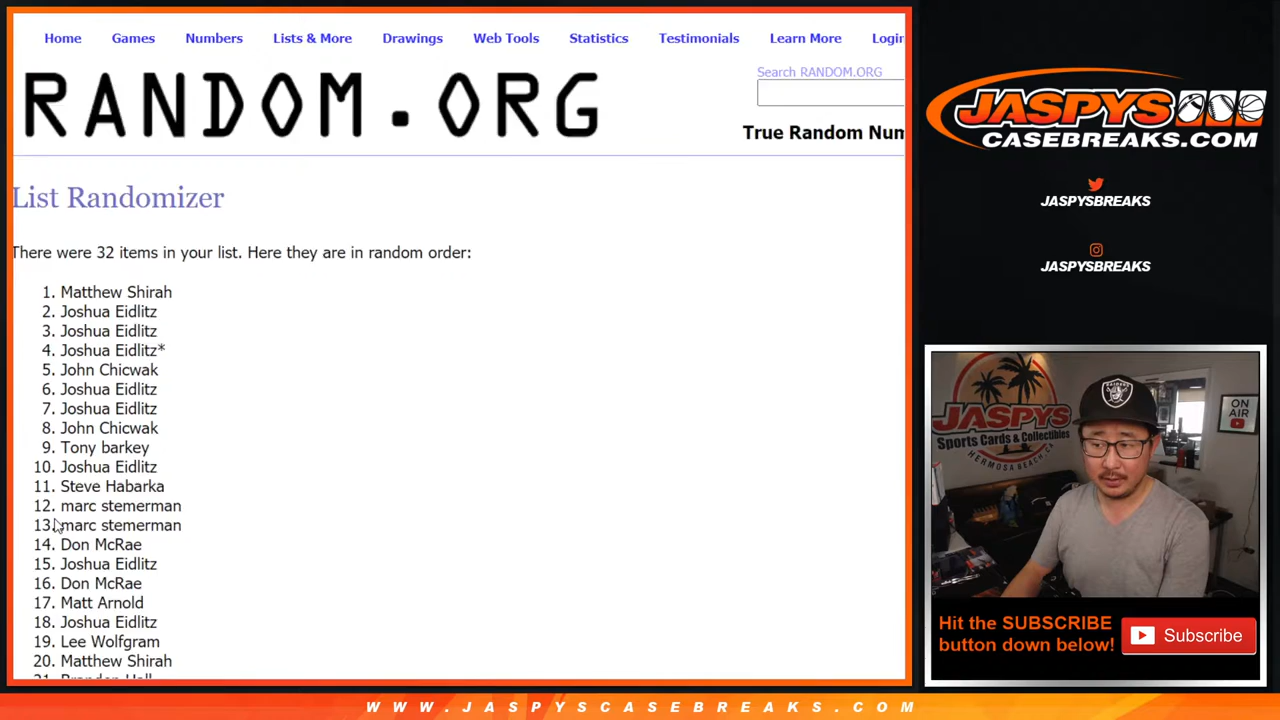 Home Games Numbers Lists & More Drawings Web Tools Statistics Testimonials Learn More Login
Search RANDOM.ORG
RANDOM.ORG
True Random Num
List Randomizer
There were 32 items in your list. Here they are in random order:
1. Matthew Shirah
2. Joshua Eidlitz
3. Joshua Eidlitz
4. Joshua Eidlitz*
5. John Chicwak
6. Joshua Eidlitz
7. Joshua Eidlitz
8. John Chicwak
9. Tony barkey
10. Joshua Eidlitz
11. Steve Habarka
12. marc stemerman
13. marc stemerman
14. Don McRae
15. Joshua Eidlitz
16. Don McRae
17. Matt Arnold
18. Joshua Eidlitz
19. Lee Wolfgram
20. Matthew Shirah
JASPYS
CASEBREAKS.COM
JASPYSBREAKS
JASPYSBREAKS
JASPYS
Sports Cards & Collectibles
HERMOSA BEACH, CA
RAIDERS
ON
AIR
Hit the SUBSCRIBE
button down below!
Subscribe
WWW.JASPYSCASEBREAKS.COM